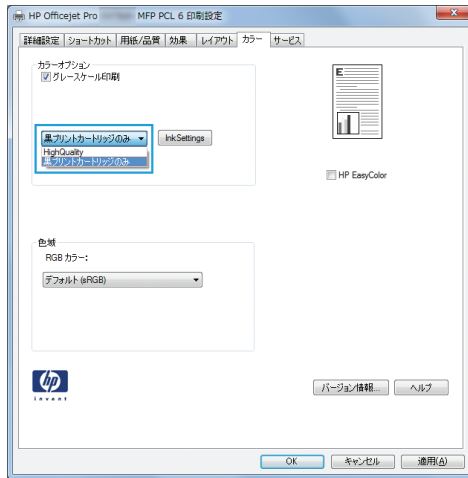 HP Officejet Pro MFP PCL 6 印刷設定
詳細設定 ショートカット 用紙/品質 効果 レイアウト カラー サービス
カラーオプション
グレースケール印刷
黒プリントカートリッジのみ InkSettings
HighQuality
黒プリントカートリッジのみ
E
HP EasyColor
色域
RGB カラー:
デフォルト (sRGB)
hp
invent
バージョン情報... ヘルプ
OK キャンセル 適用(A)